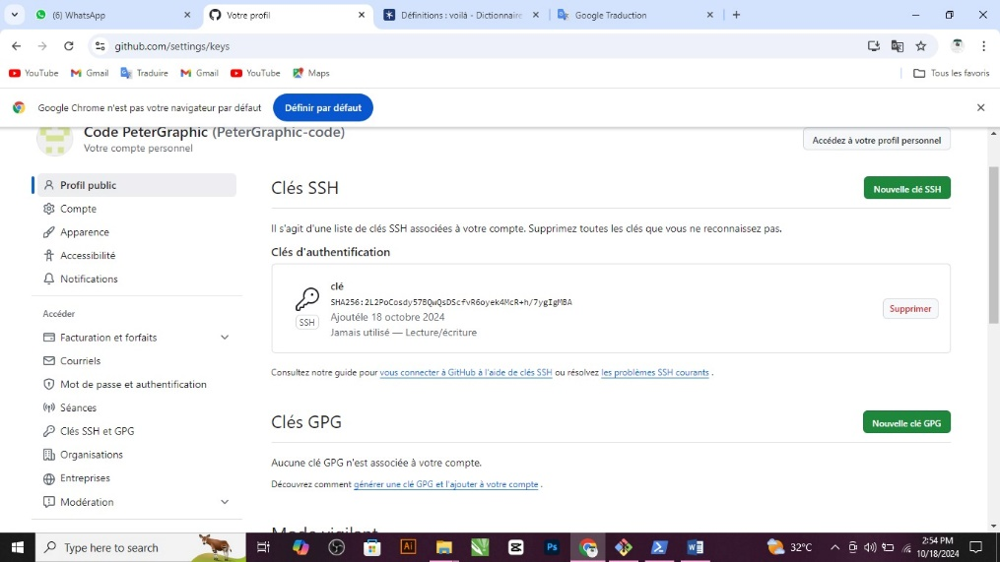 (6) WhatsApp
Votre profil
Définitions : voilà - Dictionnaire
Google Traduction
github.com/settings/keys
YouTube
Gmail
Traduire
Gmail
YouTube
Maps
Tous les favoris
Google Chrome n'est pas votre navigateur par défaut
Définir par défaut
Code PeterGraphic (PeterGraphic-code)
Votre compte personnel
Accédez à votre profil personnel
Profil public
Compte
Apparence
Accessibilité
Notifications
Accéder
Facturation et forfaits
Courriels
Mot de passe et authentification
Séances
Clés SSH et GPG
Organisations
Entreprises
Modération
Clés SSH
Nouvelle clé SSH
Il s'agit d'une liste de clés SSH associées à votre compte. Supprimez toutes les clés que vous ne reconnaissez pas.
Clés d'authentification
clé
SHA256:2L2PoCosdy57BQwQsDScfvR6oyek4McR+h/7ygIgMBA
SSH
Ajoutéle 18 octobre 2024
Jamais utilisé — Lecture/écriture
Supprimer
Consultez notre guide pour vous connecter à GitHub à l'aide de clés SSH ou résolvez les problèmes SSH courants .
Clés GPG
Nouvelle clé GPG
Aucune clé GPG n'est associée à votre compte.
Découvrez comment générer une clé GPG et l'ajouter à votre compte .
Mode vigilant
Type here to search
Ai
Ps
32°C
2:54 PM
10/18/2024